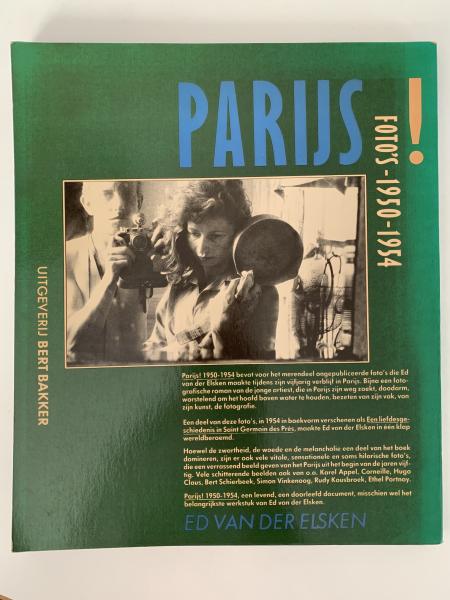 PARIJS
!
FOTO'S-1950-1954
UITGEVERIJ BERT BAKKER
Parijs! 1950-1954 bevat voor het merendeel ongepubliceerde foto's die Ed
van der Elsken maakte tijdens zijn vijfjarig verblijf in Parijs. Bijna een foto-
grafische roman van de jonge artiest, die in Parijs zijn weg zoekt, doodarm,
worstelend om het hoofd boven water te houden, bezeten van zijn vak, van
zijn kunst, de fotografie.
Een deel van deze foto's, in 1954 in boekvorm verschenen als Een liefdesge-
schiedenis in Saint Germain des Prés, maakte Ed van der Elsken in één klap
wereldberoemd.
Hoewel de zwartheid, de woede en de melancholie een deel van het boek
domineren, zijn er ook vele vitale, sensationele en soms hilarische foto's,
die een verrassend beeld geven van het Parijs uit het begin van de jaren vijf-
tig. Vele schitterende beelden ook van o.a. Karel Appel, Corneille, Hugo
Claus, Bert Schierbeek, Simon Vinkenoog, Rudy Kousbroek, Ethel Portnoy.
Parijs! 1950-1954, een levend, een doorleefd document, misschien wel het
belangrijkste werkstuk van Ed van der Elsken.
ED VAN DER ELSKEN